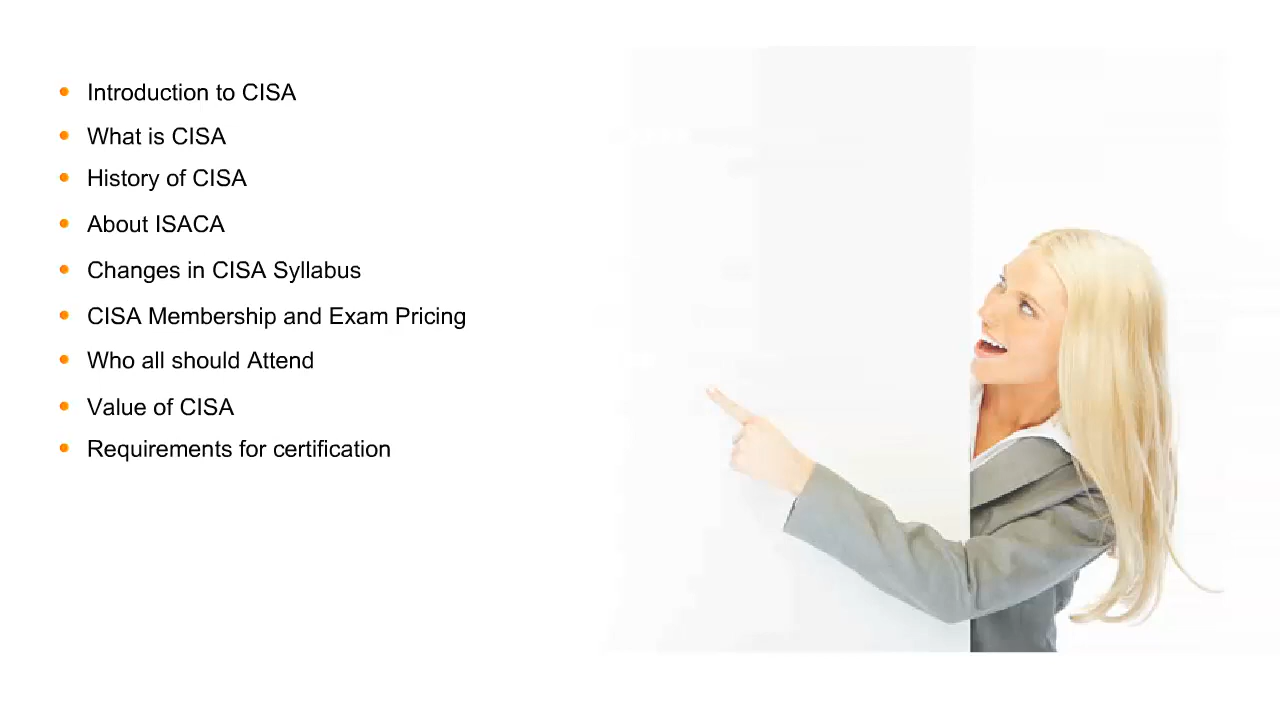 Introduction to CISA
What is CISA
History of CISA
About ISACA
Changes in CISA Syllabus
CISA Membership and Exam Pricing
Who all should Attend
Value of CISA
Requirements for certification